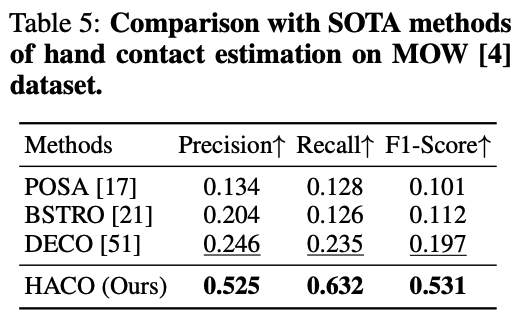 Table 5: Comparison with SOTA methods
of hand contact estimation on MOW [4]
dataset.
Methods Precision↑ Recall↑ F1-Score↑
POSA [17] 0.134 0.128 0.101
BSTRO [21] 0.204 0.126 0.112
DECO [51] 0.246 0.235 0.197
HACO (Ours) 0.525 0.632 0.531